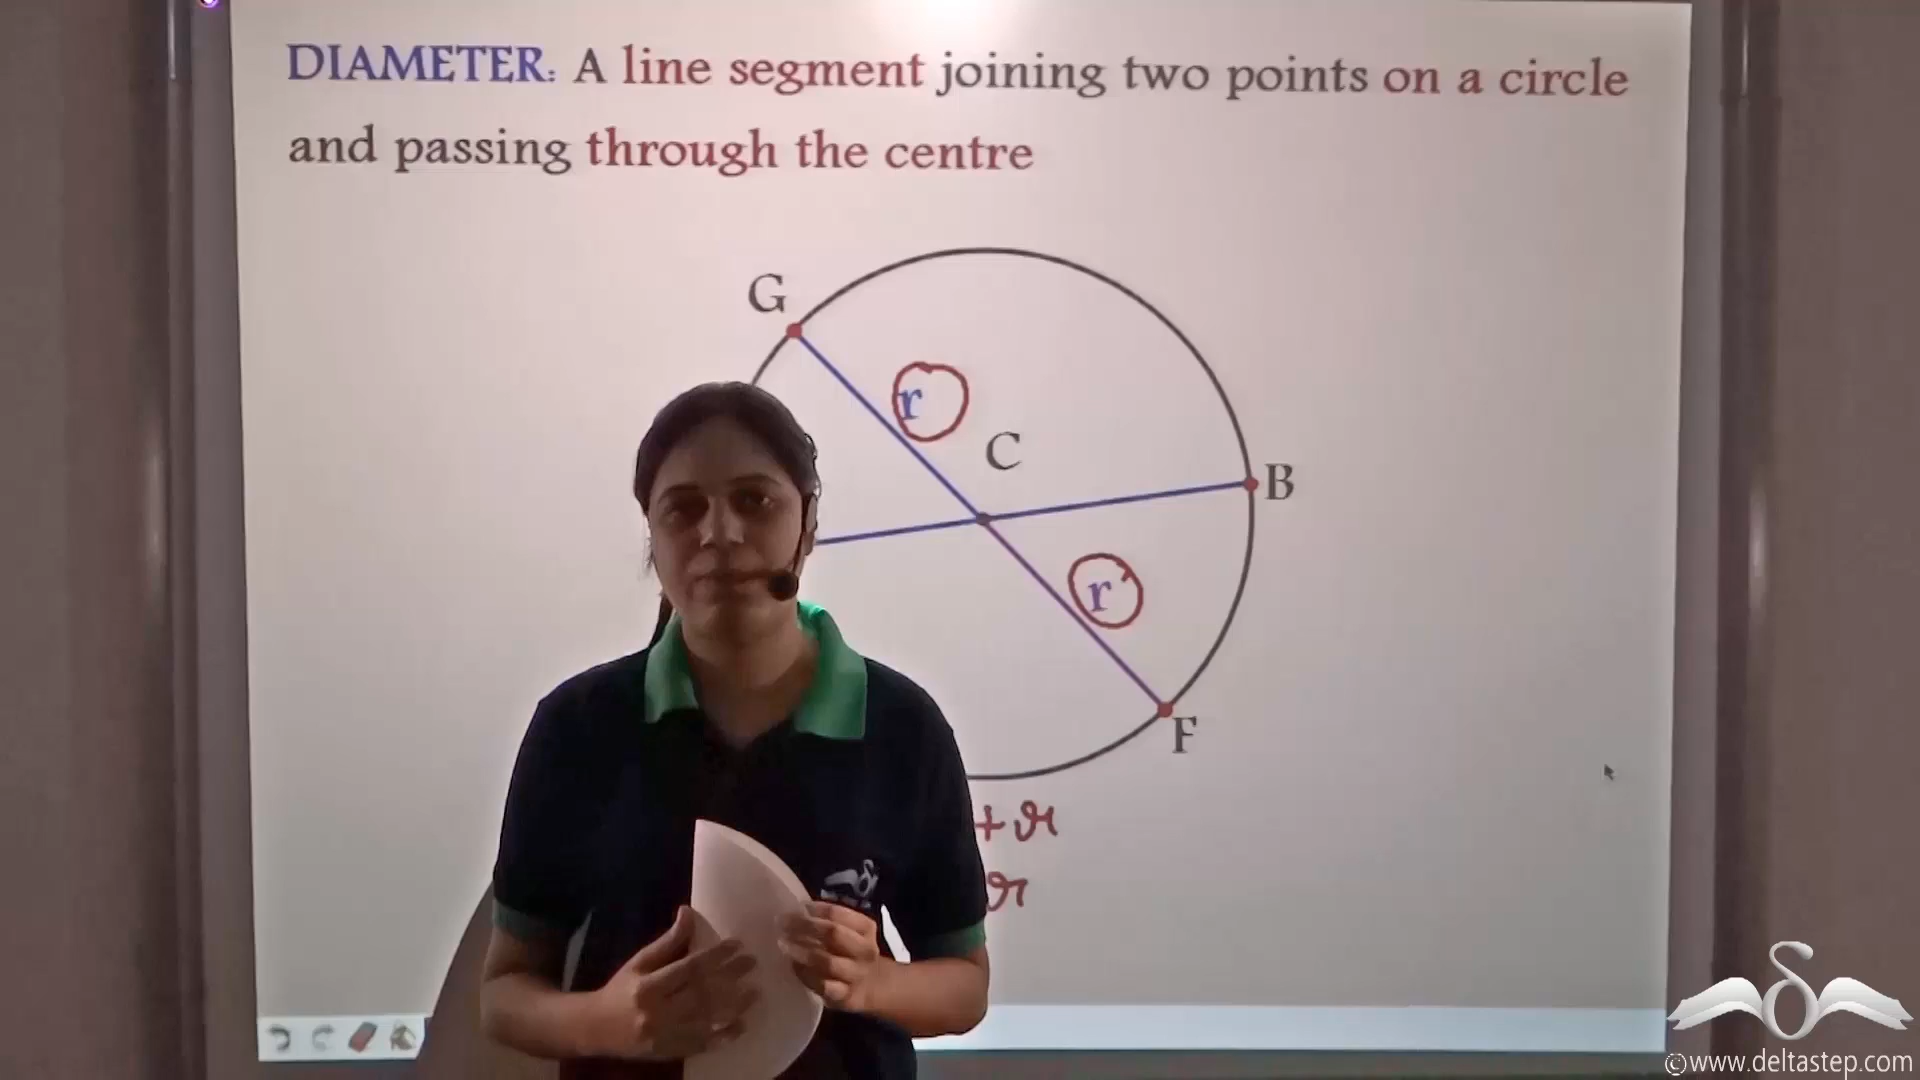 DIAMETER: A line segment joining two points on a circle
and passing through the centre
G
r
C
B
r
F
+ r
r
©www.deltastep.com